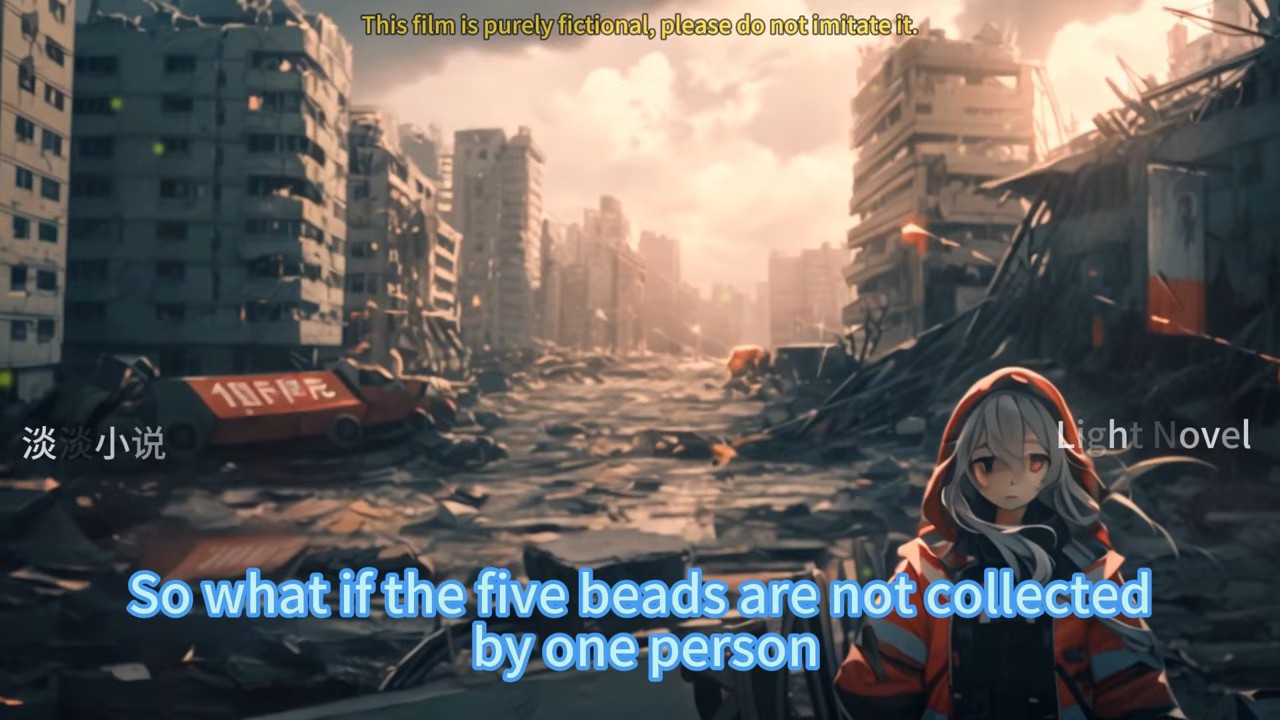 This film is purely fictional, please do not imitate it.
淡淡小说
Light Novel
So what if the five beads are not collected
by one person